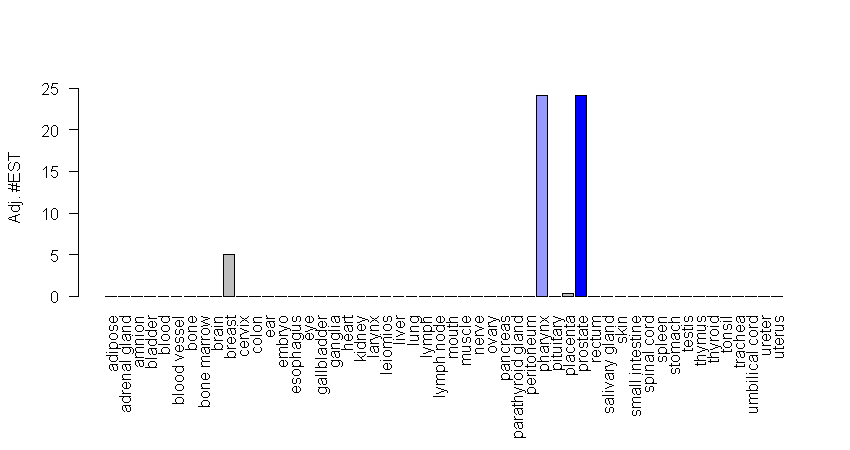 Adj. #EST
25
20
15
10
5
0
adipose
adrenal gland
amnion
bladder
blood
blood vessel
bone
bone marrow
brain
breast
cervix
colon
ear
embryo
esophagus
eye
gallbladder
ganglia
heart
kidney
larynx
leiomios
liver
lung
lymph
lymph node
mouth
muscle
nerve
ovary
pancreas
parathyroid gland
peritoneum
pharynx
pituitary
placenta
prostate
rectum
salivary gland
skin
small intestine
spinal cord
spleen
stomach
testis
thymus
thyroid
tonsil
trachea
umbilical cord
ureter
uterus